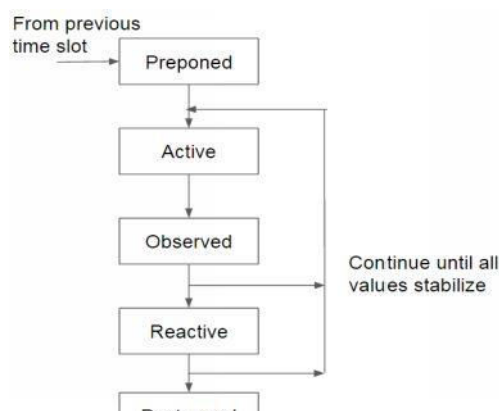 From previous
time slot
Preponed
Active
Observed
Continue until all
values stabilize
Reactive